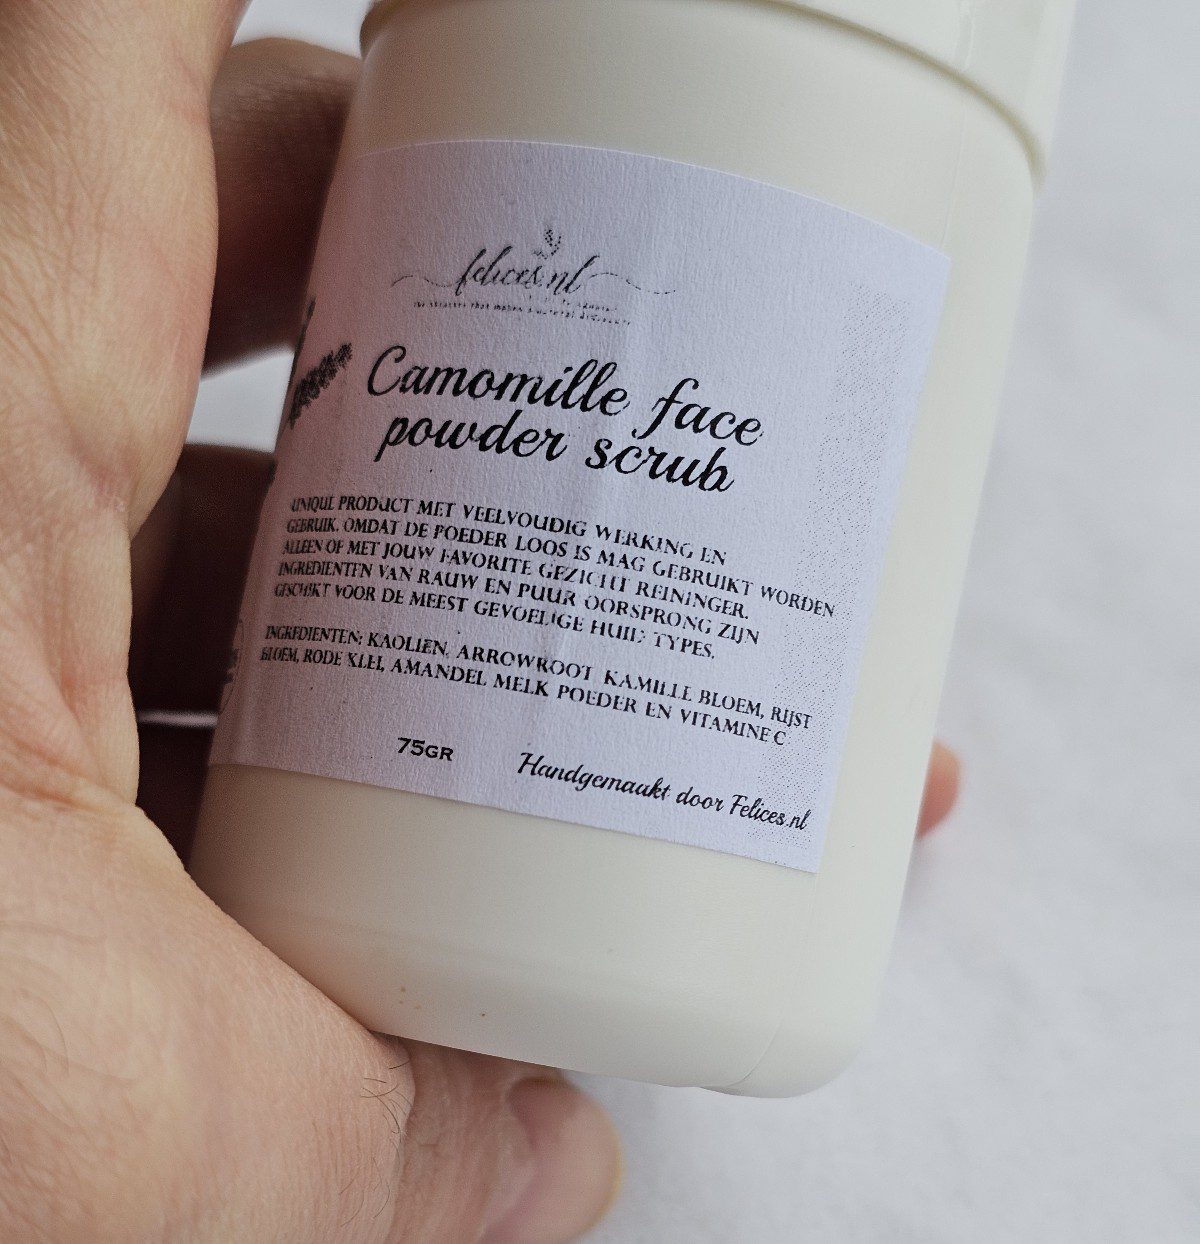 felices.nl
Camomille face
powder scrub
UNIQUE PRODUCT MET VEELVOUDIG WERKING EN
GEBRUIK. OMDAT DE POEDER LOOS IS MAG GEBRUIKT WORDEN
ALLEEN OF MET JOUW FAVORITE GEZICHT REININGER.
INGREDIENTEN VAN RAUW EN PUUR OORSPRONG ZIJN
GESCHIKT VOOR DE MEEST GEVOELIGE HUID TYPES.
INGREDIENTEN: KAOLIEN, ARROWROOT KAMILLE BLOEM, RIJST
BLOEM, RODE KLEI, AMANDEL MELK POEDER EN VITAMINE C
75GR
Handgemaakt door Felices.nl